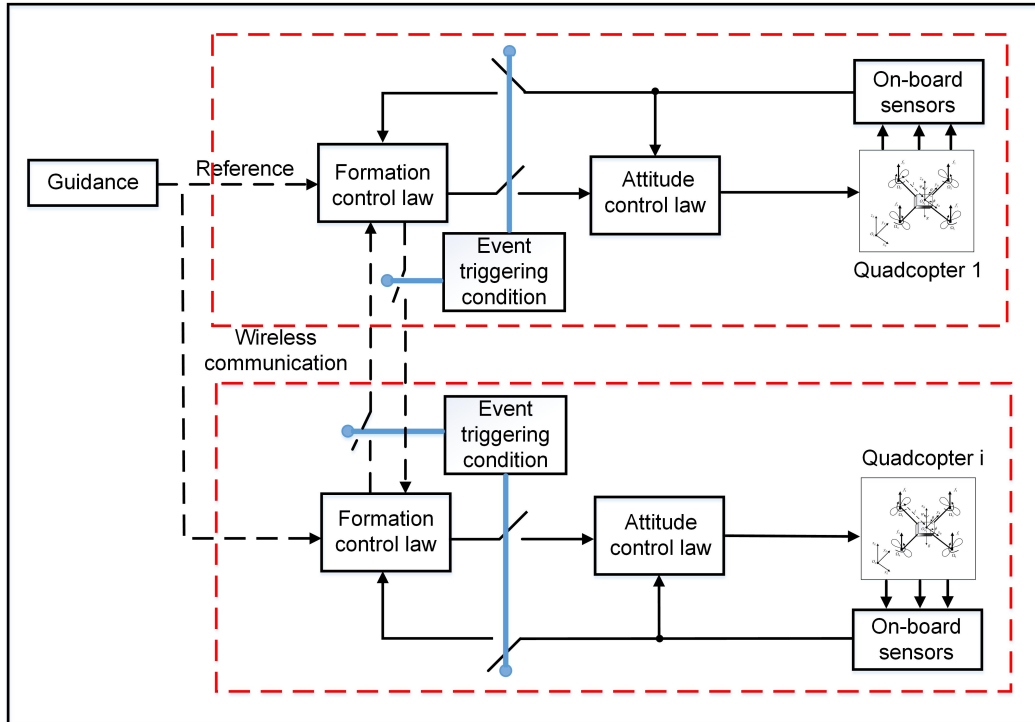 On-board
sensors
Guidance
Reference
Formation
control law
Attitude
control law
Event
triggering
condition
Quadcopter 1
Wireless
communication
Event
triggering
condition
Quadcopter i
Formation
control law
Attitude
control law
On-board
sensors